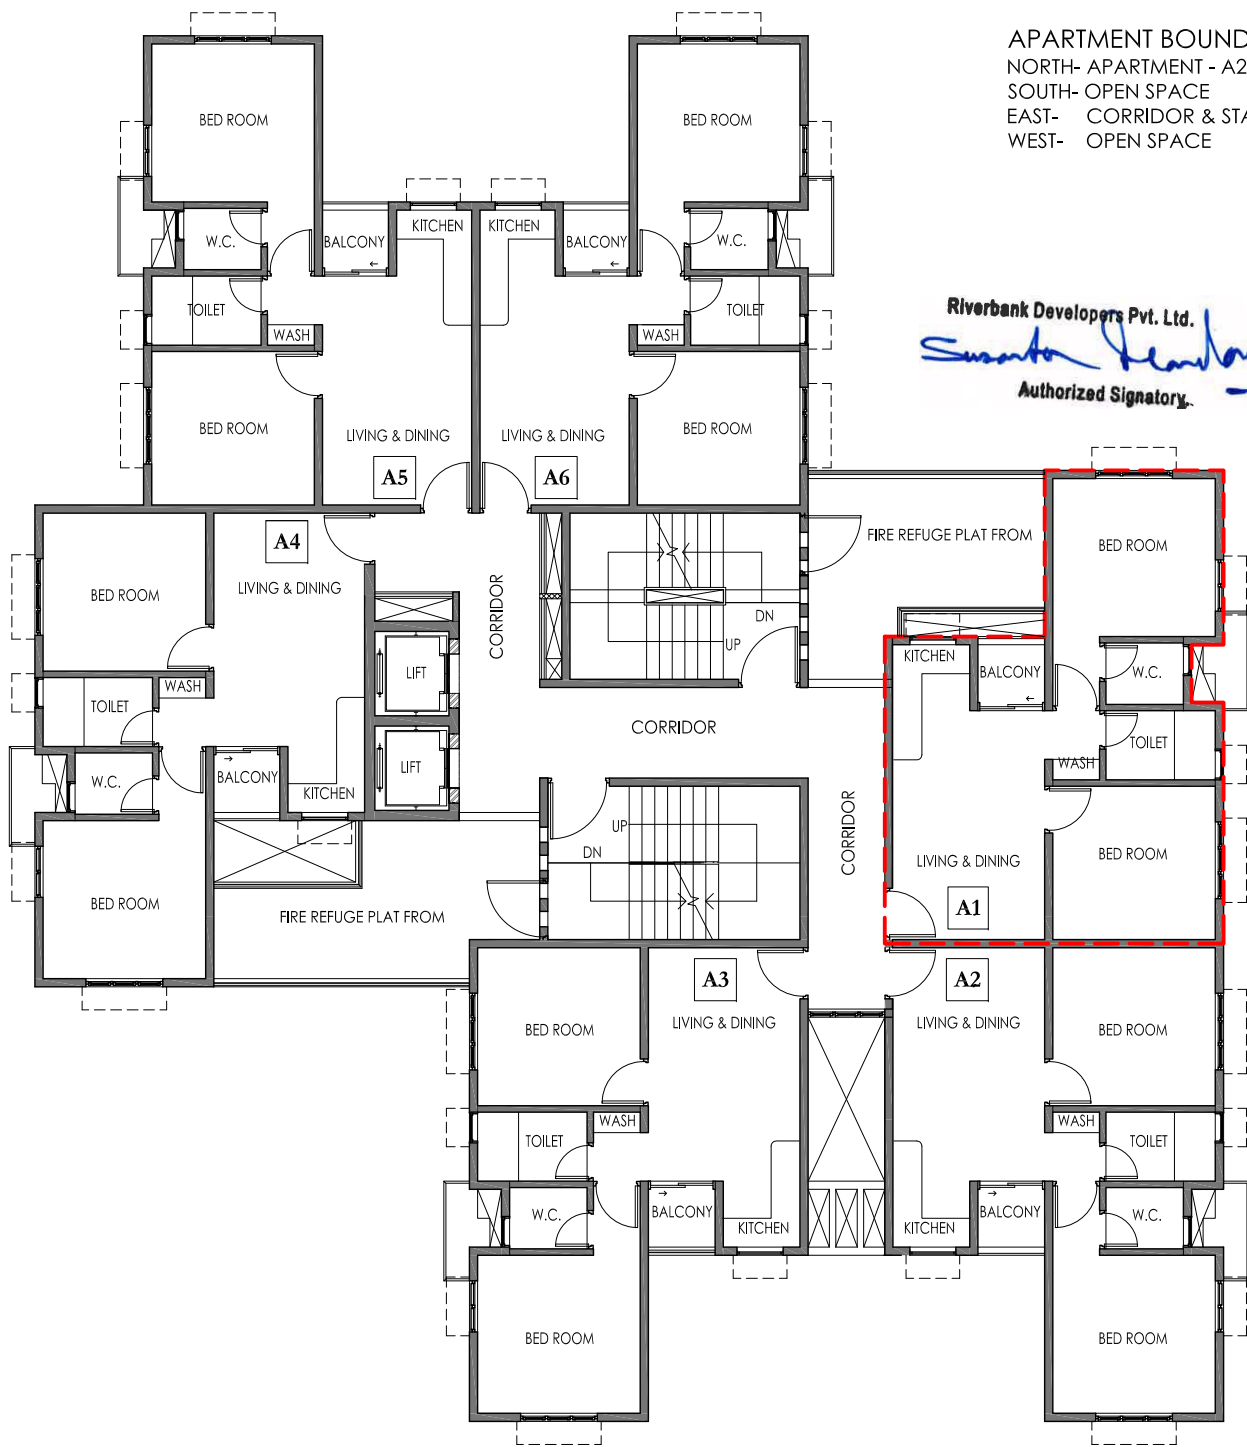 APARTMENT BOUND
NORTH- APARTMENT - A2
SOUTH- OPEN SPACE
EAST- CORRIDOR & STA
WEST- OPEN SPACE
Riverbank Developers Pvt. Ltd.
Authorized Signatory.
BED ROOM
BED ROOM
KITCHEN
KITCHEN
W.C.
BALCONY
BALCONY
W.C.
TOILET
WASH
WASH
TOILET
BED ROOM
LIVING & DINING
LIVING & DINING
BED ROOM
A5
A6
A4
FIRE REFUGE PLAT FROM
BED ROOM
BED ROOM
LIVING & DINING
CORRIDOR
DN
UP
KITCHEN
LIFT
BALCONY
W.C.
WASH
TOILET
CORRIDOR
TOILET
WASH
W.C.
BALCONY
LIFT
KITCHEN
UP
DN
CORRIDOR
LIVING & DINING
BED ROOM
BED ROOM
FIRE REFUGE PLAT FROM
A1
A3
A2
BED ROOM
LIVING & DINING
LIVING & DINING
BED ROOM
WASH
WASH
TOILET
TOILET
W.C.
BALCONY
KITCHEN
KITCHEN
BALCONY
W.C.
BED ROOM
BED ROOM